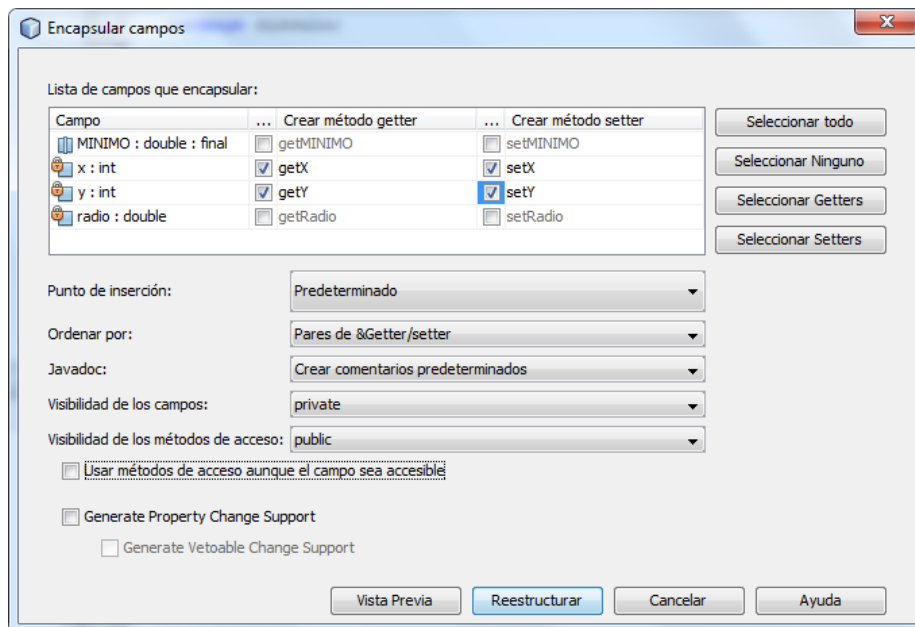 Encapsular campos
Lista de campos que encapsular:
Campo ... Crear método getter ... Crear método setter
MINIMO : double : final getMINIMO setMINIMO
x : int getX setX
y : int getY setY
radio : double getRadio setRadio
Seleccionar todo
Seleccionar Ninguno
Seleccionar Getters
Seleccionar Setters
Punto de inserción: Predeterminado
Ordenar por: Pares de &Getter/setter
Javadoc: Crear comentarios predeterminados
Visibilidad de los campos: private
Visibilidad de los métodos de acceso: public
Usar métodos de acceso aunque el campo sea accesible
Generate Property Change Support
Generate Vetoable Change Support
Vista Previa Reestructurar Cancelar Ayuda